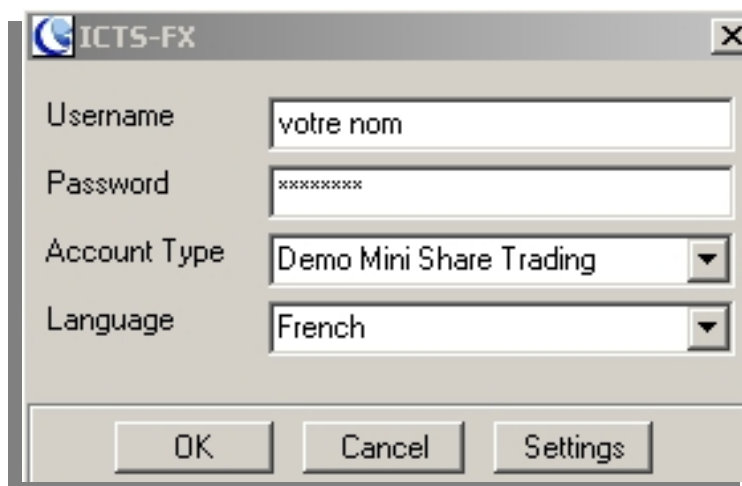 ICTS-FX
Username votre nom
Password ********
Account Type Demo Mini Share Trading
Language French
OK Cancel Settings